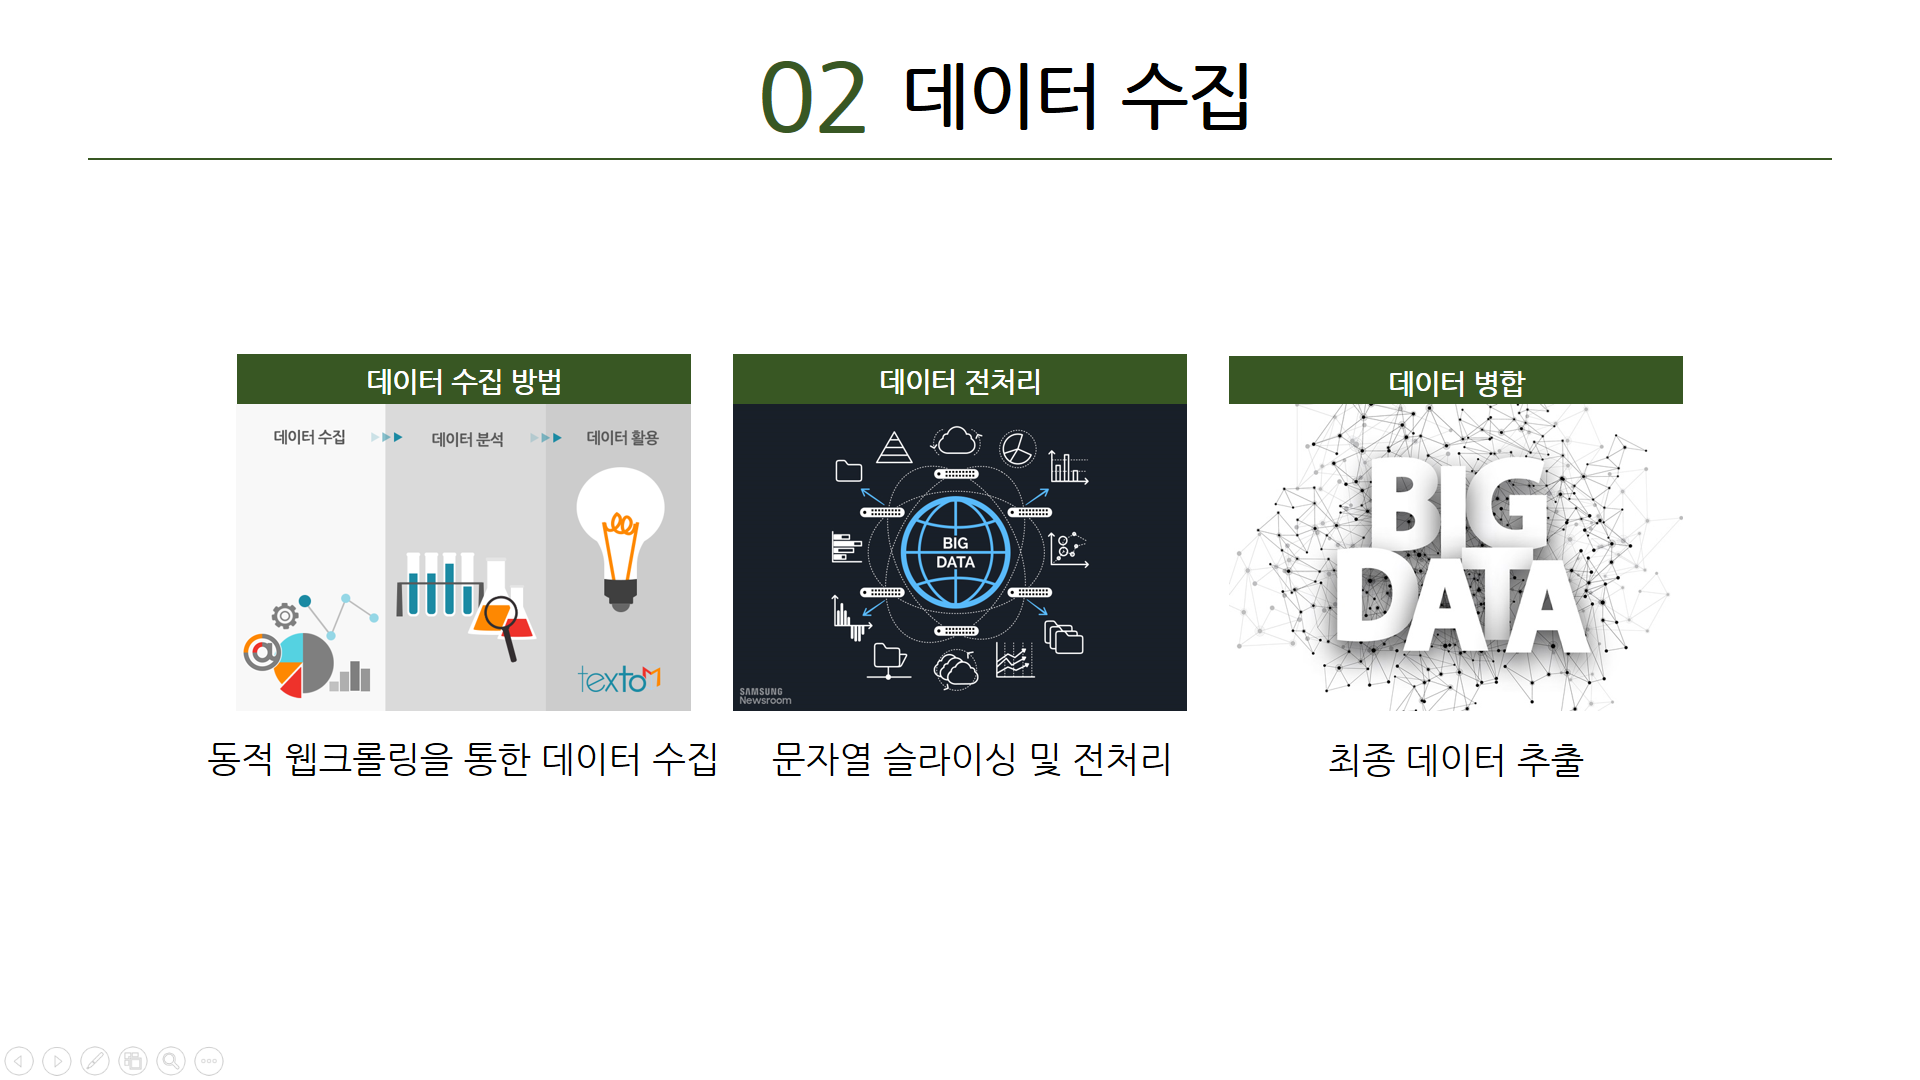 02 데이터 수집
데이터 수집 방법
데이터 수집
데이터 분석
데이터 활용
textoM
동적 웹크롤링을 통한 데이터 수집
데이터 전처리
BIG
DATA
SAMSUNG
Newsroom
문자열 슬라이싱 및 전처리
데이터 병합
BIG
DATA
최종 데이터 추출